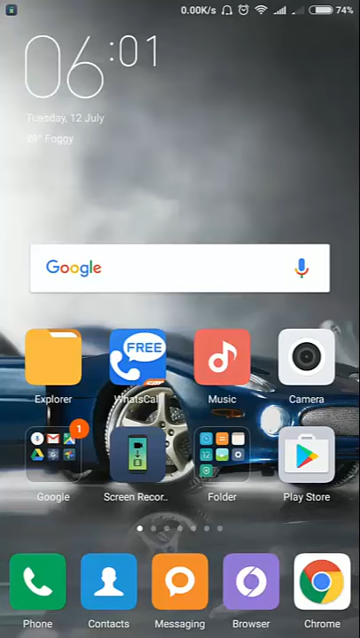 0.00K/s 74%
06:01
Tuesday, 12 July
Foggy
Google
FREE
Explorer WhatsCall Music Camera
1
Google Screen Recor.. Folder Play Store
Phone Contacts Messaging Browser Chrome